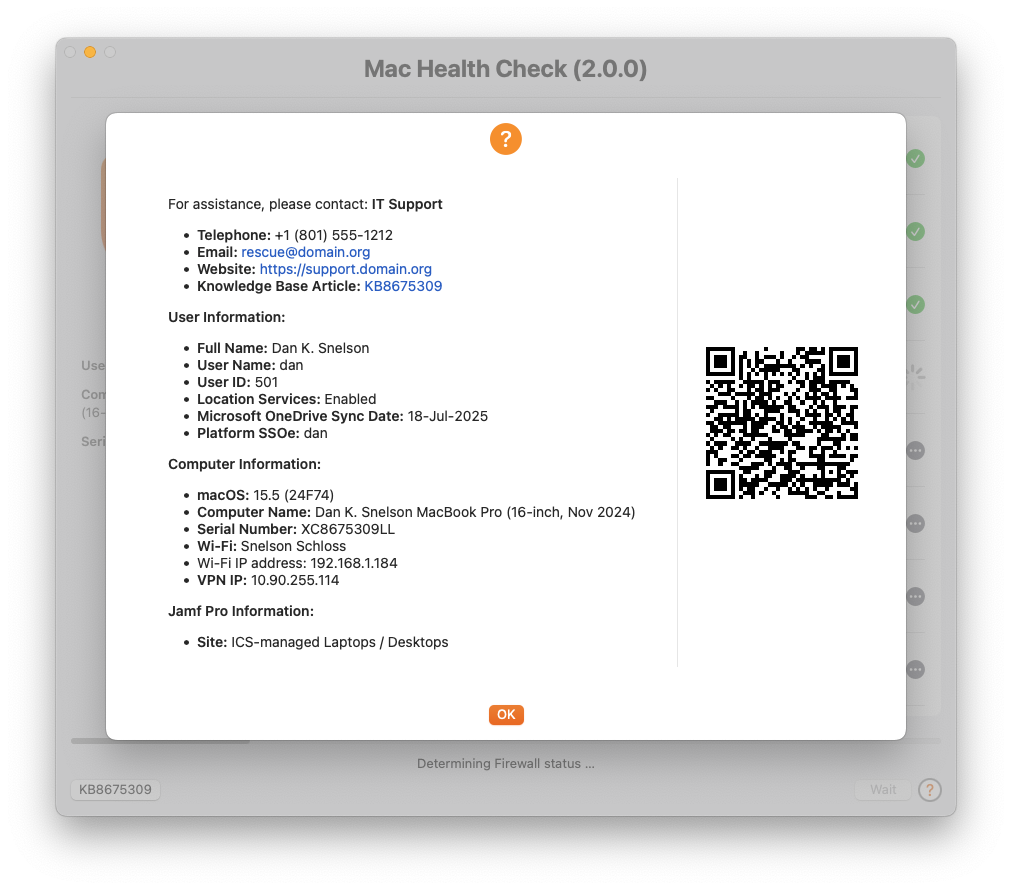 Mac Health Check (2.0.0)
?
For assistance, please contact: IT Support
• Telephone: +1 (801) 555-1212
• Email: rescue@domain.org
• Website: https://support.domain.org
• Knowledge Base Article: KB8675309
User Information:
• Full Name: Dan K. Snelson
• User Name: dan
• User ID: 501
• Location Services: Enabled
• Microsoft OneDrive Sync Date: 18-Jul-2025
• Platform SSOe: dan
Computer Information:
• macOS: 15.5 (24F74)
• Computer Name: Dan K. Snelson MacBook Pro (16-inch, Nov 2024)
• Serial Number: XC8675309LL
• Wi-Fi: Snelson Schloss
• Wi-Fi IP address: 192.168.1.184
• VPN IP: 10.90.255.114
Jamf Pro Information:
• Site: ICS-managed Laptops / Desktops
OK
Use
Com
(16-
Seri
Determining Firewall status ...
KB8675309
Wait
?